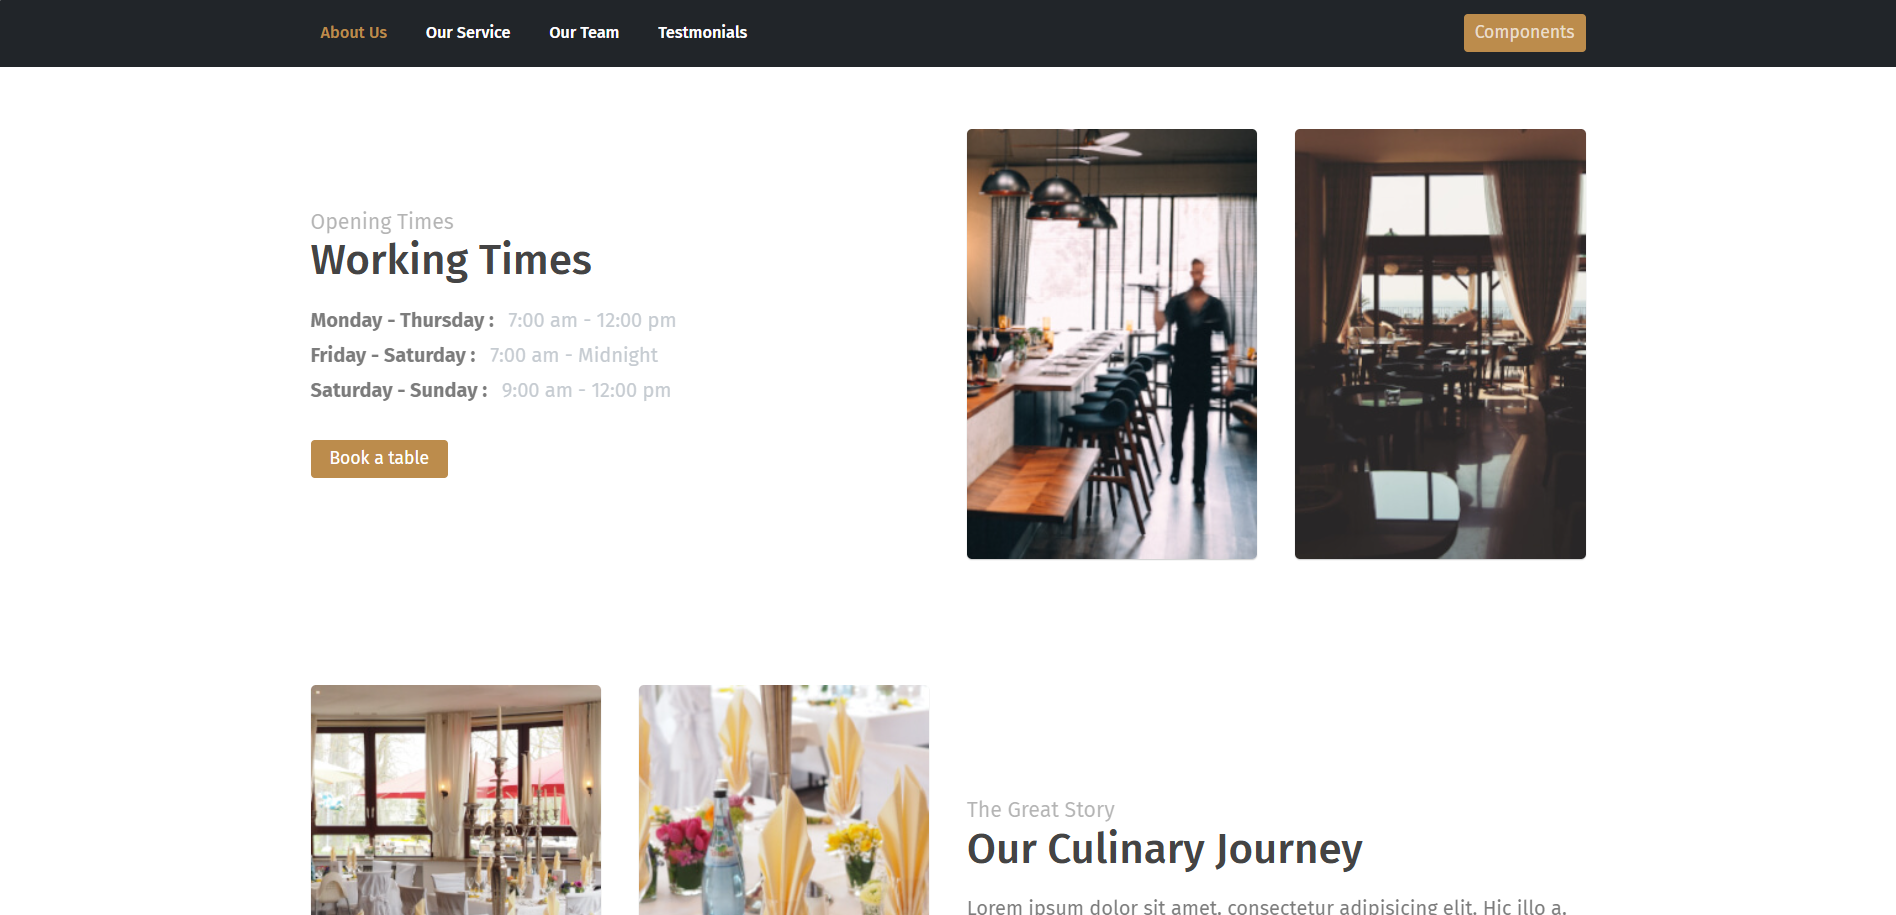 About Us
Our Service
Our Team
Testmonials
Components
Opening Times
Working Times
Monday - Thursday : 7:00 am - 12:00 pm
Friday - Saturday : 7:00 am - Midnight
Saturday - Sunday : 9:00 am - 12:00 pm
Book a table
The Great Story
Our Culinary Journey
Lorem ipsum dolor sit amet, consectetur adipisicing elit. Hic illo a,